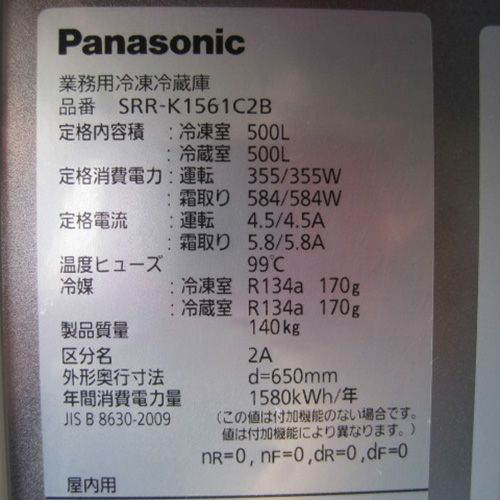 Panasonic
業務用冷凍冷蔵庫
品番 SRR-K1561C2B
定格内容積 : 冷凍室 500L
: 冷蔵室 500L
定格消費電力 : 運転 355/355W
: 霜取り 584/584W
定格電流 : 運転 4.5/4.5A
: 霜取り 5.8/5.8A
温度ヒューズ 99℃
冷媒 : 冷凍室 R134a 170g
: 冷蔵室 R134a 170g
製品質量 140kg
区分名 2A
外形奥行寸法 d=650mm
年間消費電力量 1580kWh/年
JIS B 8630-2009 (この値は付加機能のない場合です。
値は付加機能により異なります。)
nR=0, nF=0, dR=0, dF=0
屋内用